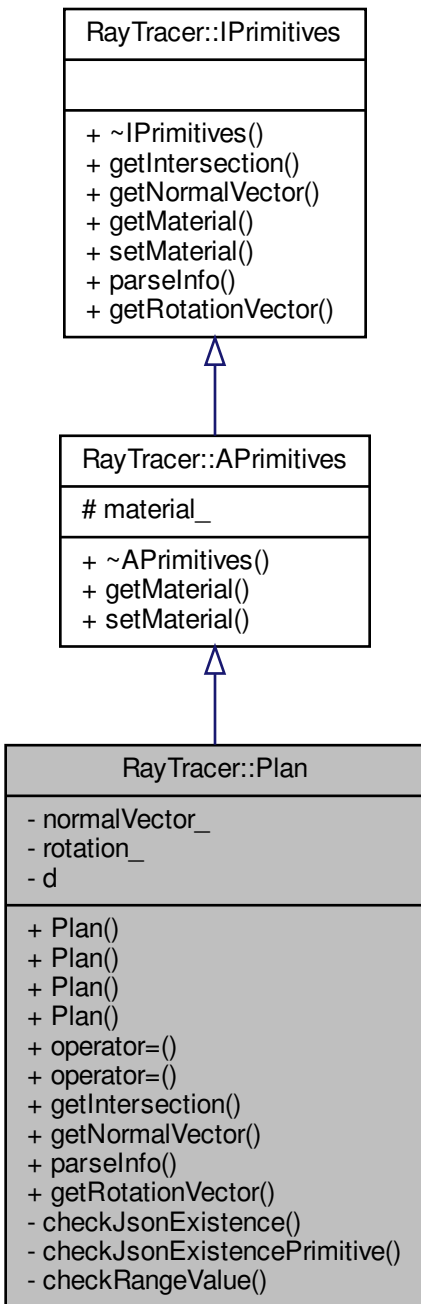 RayTracer::IPrimitives
+ ~IPrimitives()
+ getIntersection()
+ getNormalVector()
+ getMaterial()
+ setMaterial()
+ parseInfo()
+ getRotationVector()
RayTracer::APrimitives
# material_
+ ~APrimitives()
+ getMaterial()
+ setMaterial()
RayTracer::Plan
- normalVector_
- rotation_
- d
+ Plan()
+ Plan()
+ Plan()
+ Plan()
+ operator=()
+ operator=()
+ getIntersection()
+ getNormalVector()
+ parseInfo()
+ getRotationVector()
- checkJsonExistence()
- checkJsonExistencePrimitive()
- checkRangeValue()